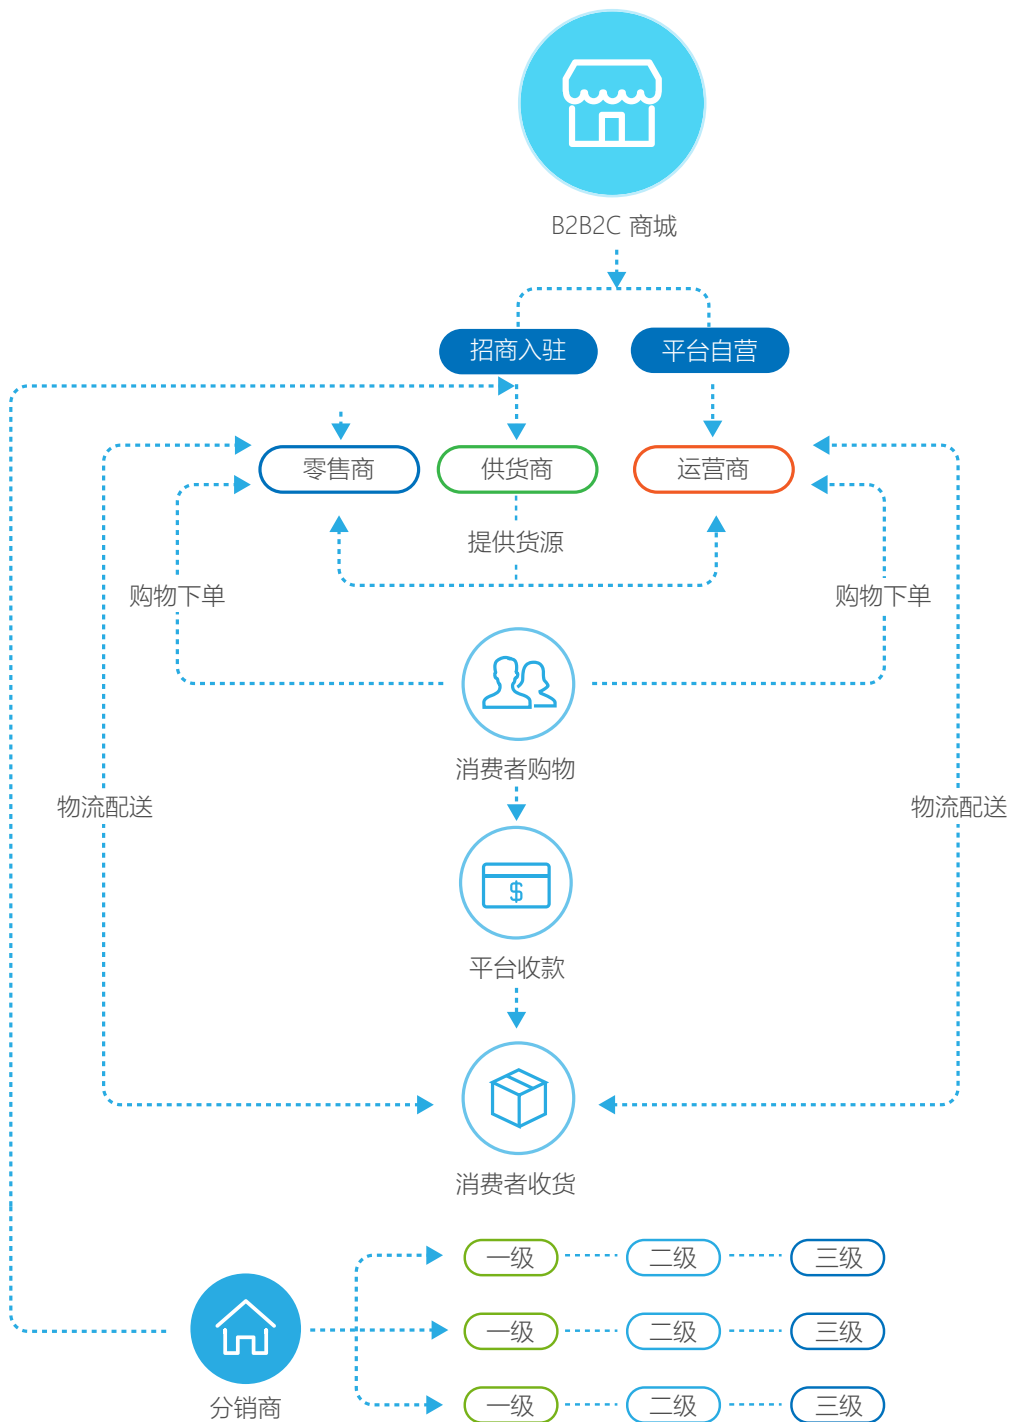 B2B2C 商城
招商入驻
平台自营
零售商
供货商
运营商
提供货源
购物下单
购物下单
消费者购物
物流配送
物流配送
$
平台收款
消费者收货
一级
二级
三级
一级
二级
三级
分销商
一级
二级
三级